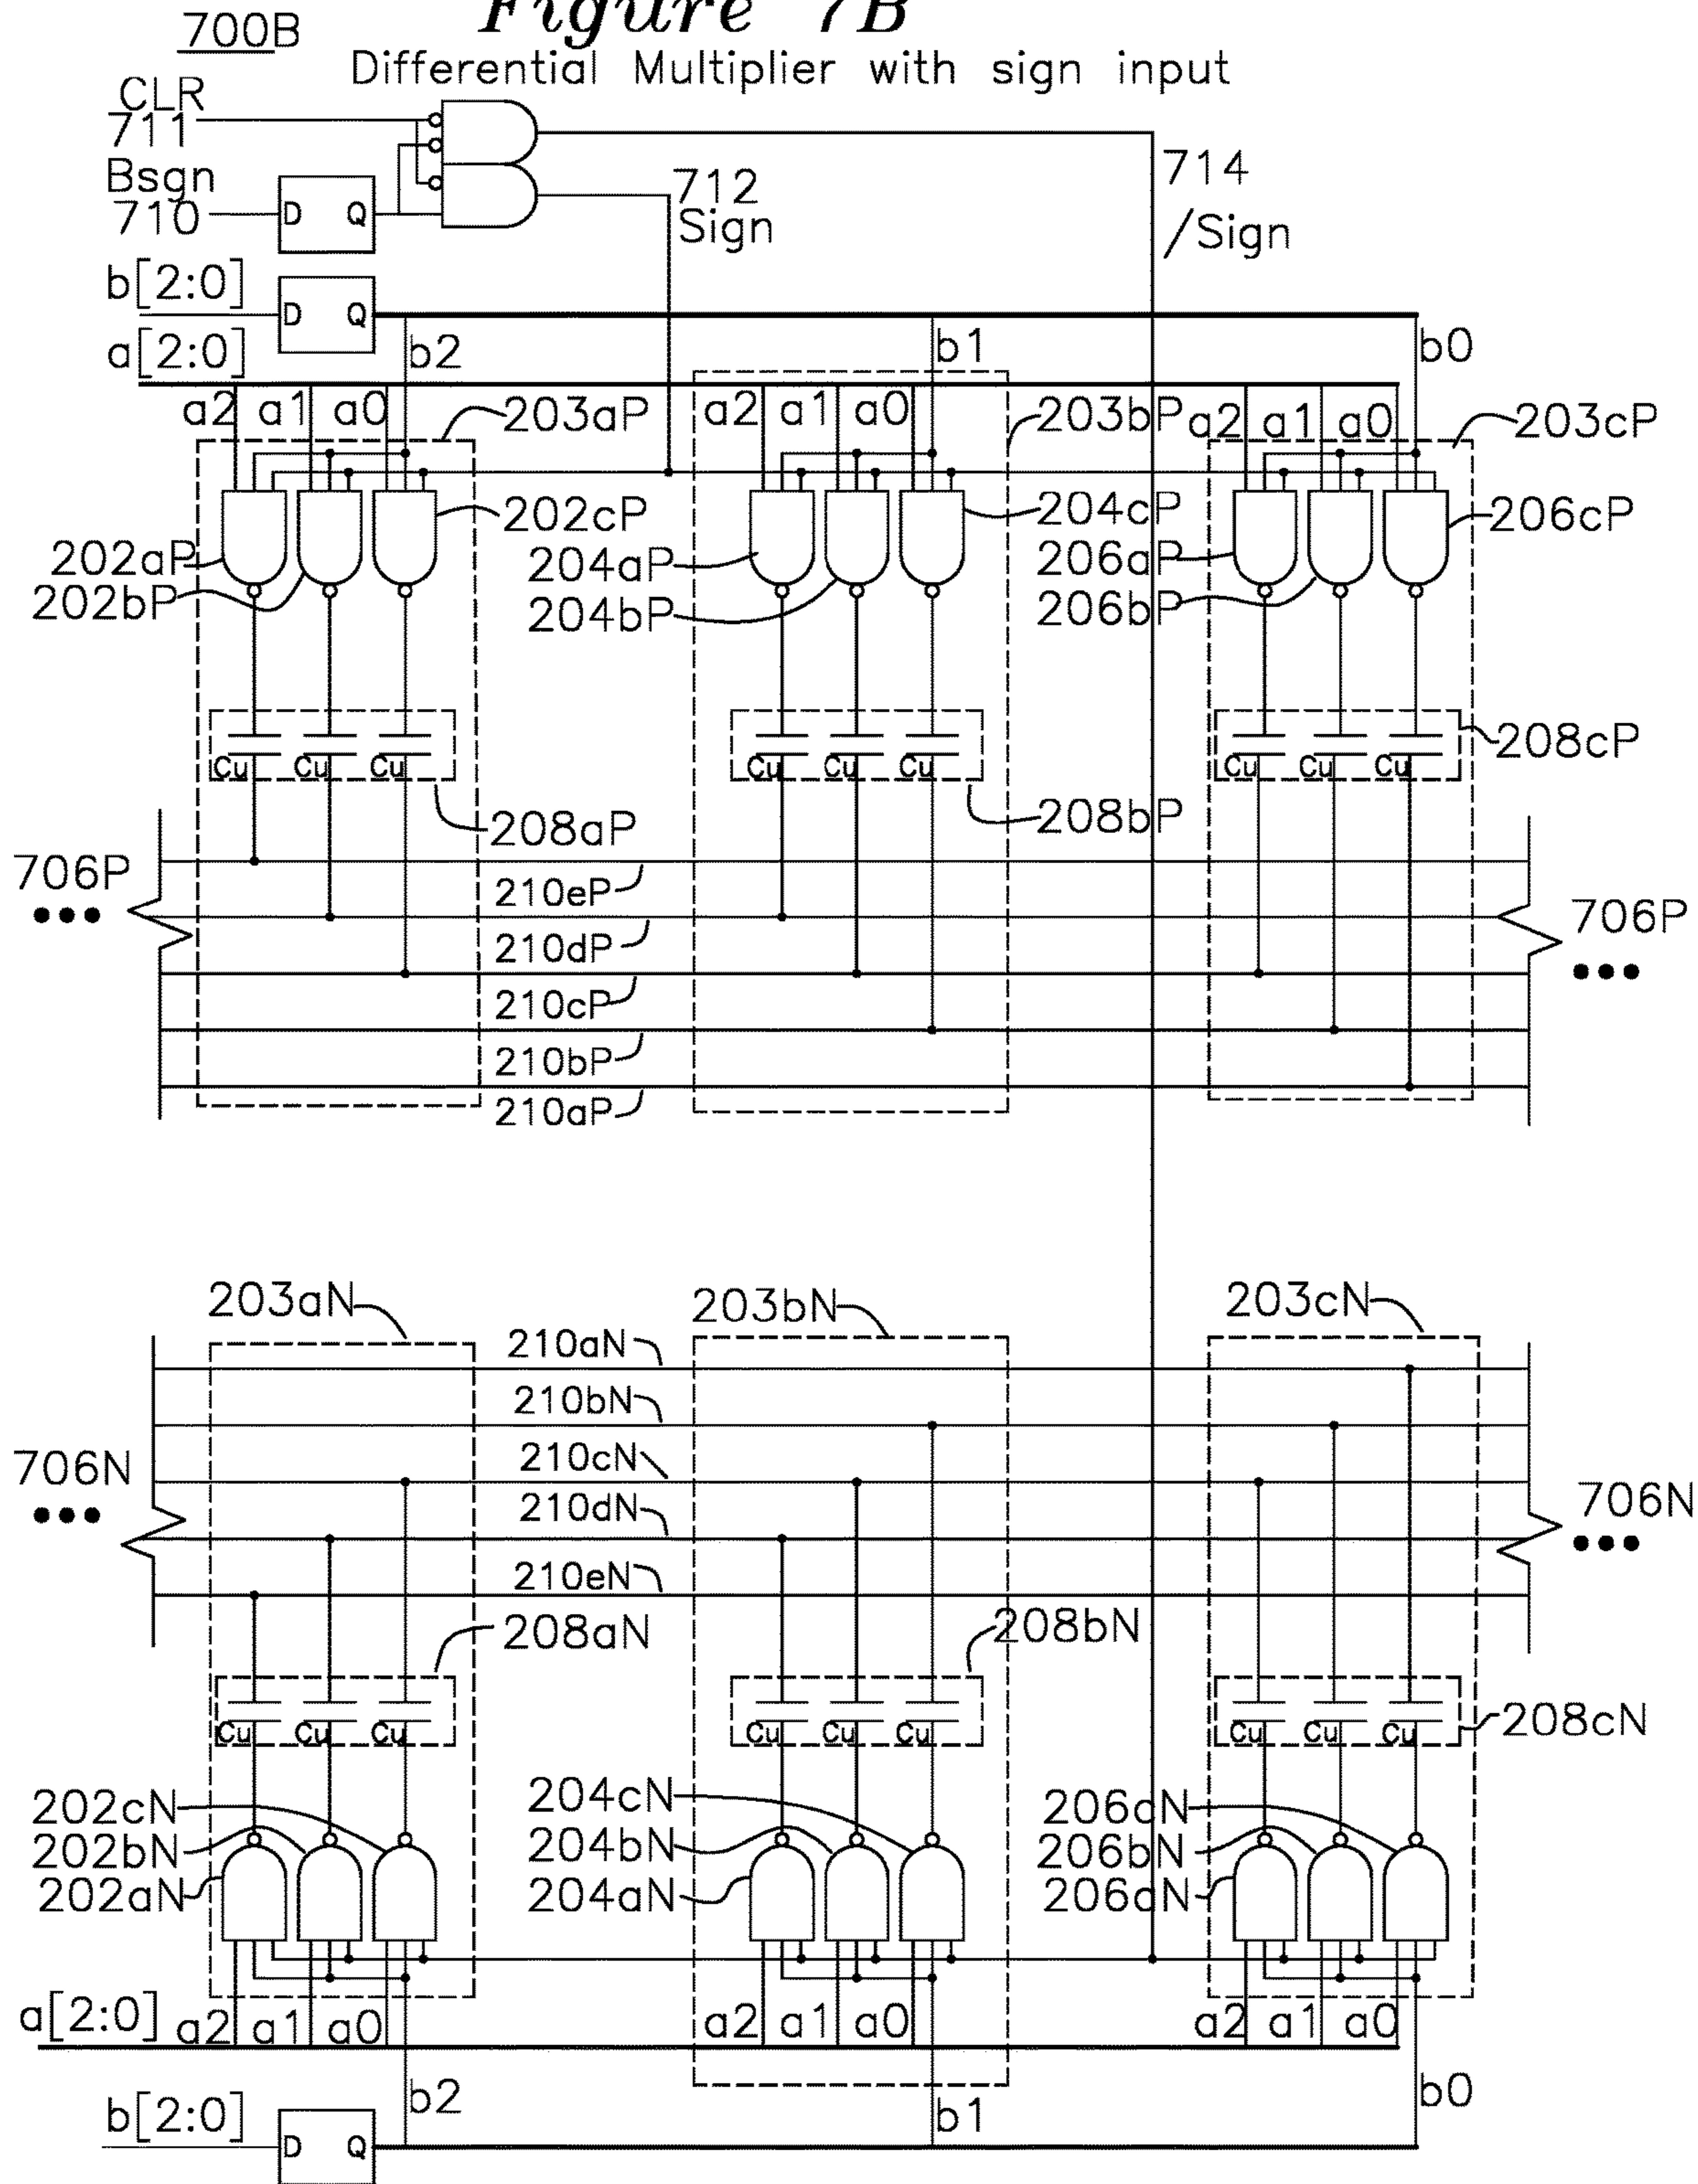 Figure 7B
700B
Differential Multiplier with sign input
CLR
711
Bsgn
710
D Q
712
Sign
714
/Sign
b[2:0]
D Q
a[2:0]
b2
b1
b0
a2 a1 a0
203aP
a2 a1 a0
203bP
a2 a1 a0
203cP
202cP
204cP
206cP
202aP
204aP
206aP
202bP
204bP
206bP
Cu Cu Cu
Cu Cu Cu
Cu Cu Cu
208cP
208aP
208bP
706P
210eP
706P
210dP
210cP
210bP
210aP
203aN
203bN
203cN
210aN
210bN
706N
210cN
706N
210dN
210eN
208aN
208bN
Cu Cu Cu
Cu Cu Cu
Cu Cu Cu
208cN
202cN
204cN
206cN
202bN
204bN
206bN
202aN
204aN
206aN
a[2:0]
a2 a1 a0
a2 a1 a0
a2 a1 a0
b[2:0]
b2
b1
b0
D Q